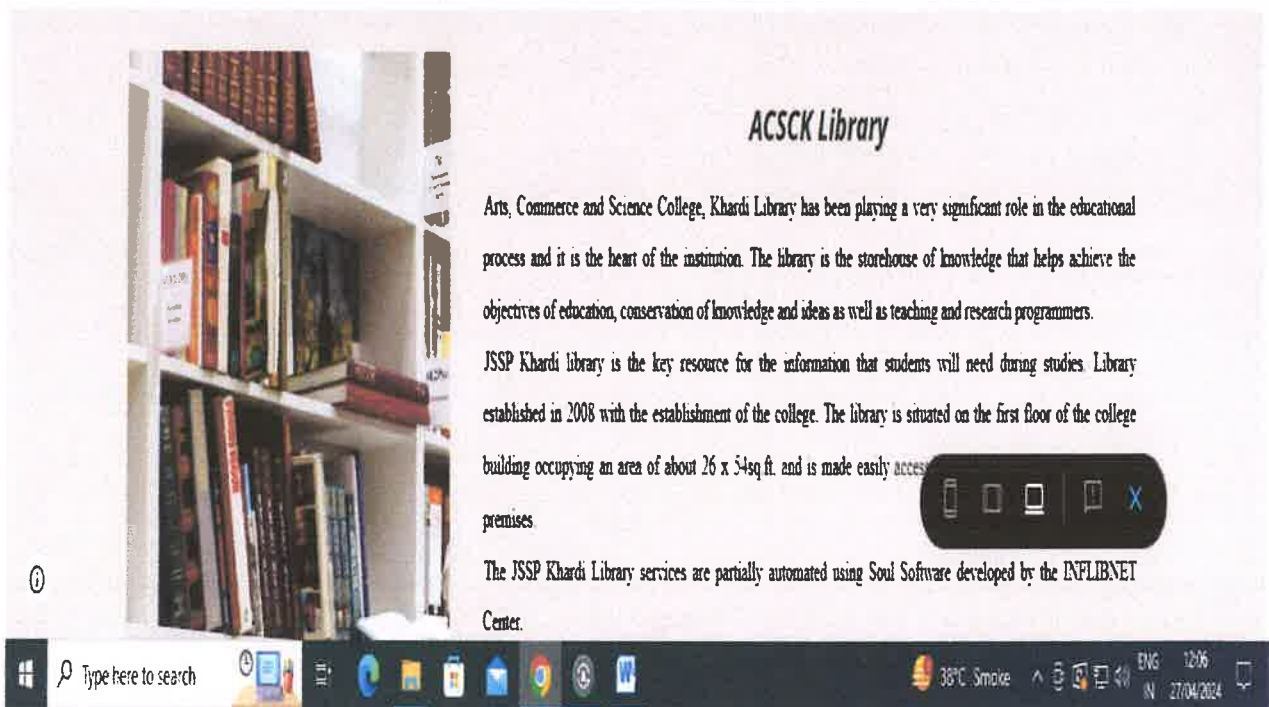 ACSCK Library
Arts, Commerce and Science College, Khardi Library has been playing a very significant role in the educational
process and it is the heart of the institution. The library is the storehouse of knowledge that helps achieve the
objectives of education, conservation of knowledge and ideas as well as teaching and research programmers.
JSSP Khardi library is the key resource for the information that students will need during studies. Library
established in 2008 with the establishment of the college. The library is situated on the first floor of the college
building occupying an area of about 26 x 54sq ft. and is made easily
premises.
The JSSP Khardi Library services are partially automated using Soul Software developed by the INFLIBNET
Center.
Type here to search
38°C Smoke
ENG
IN
12:06
27/04/2024